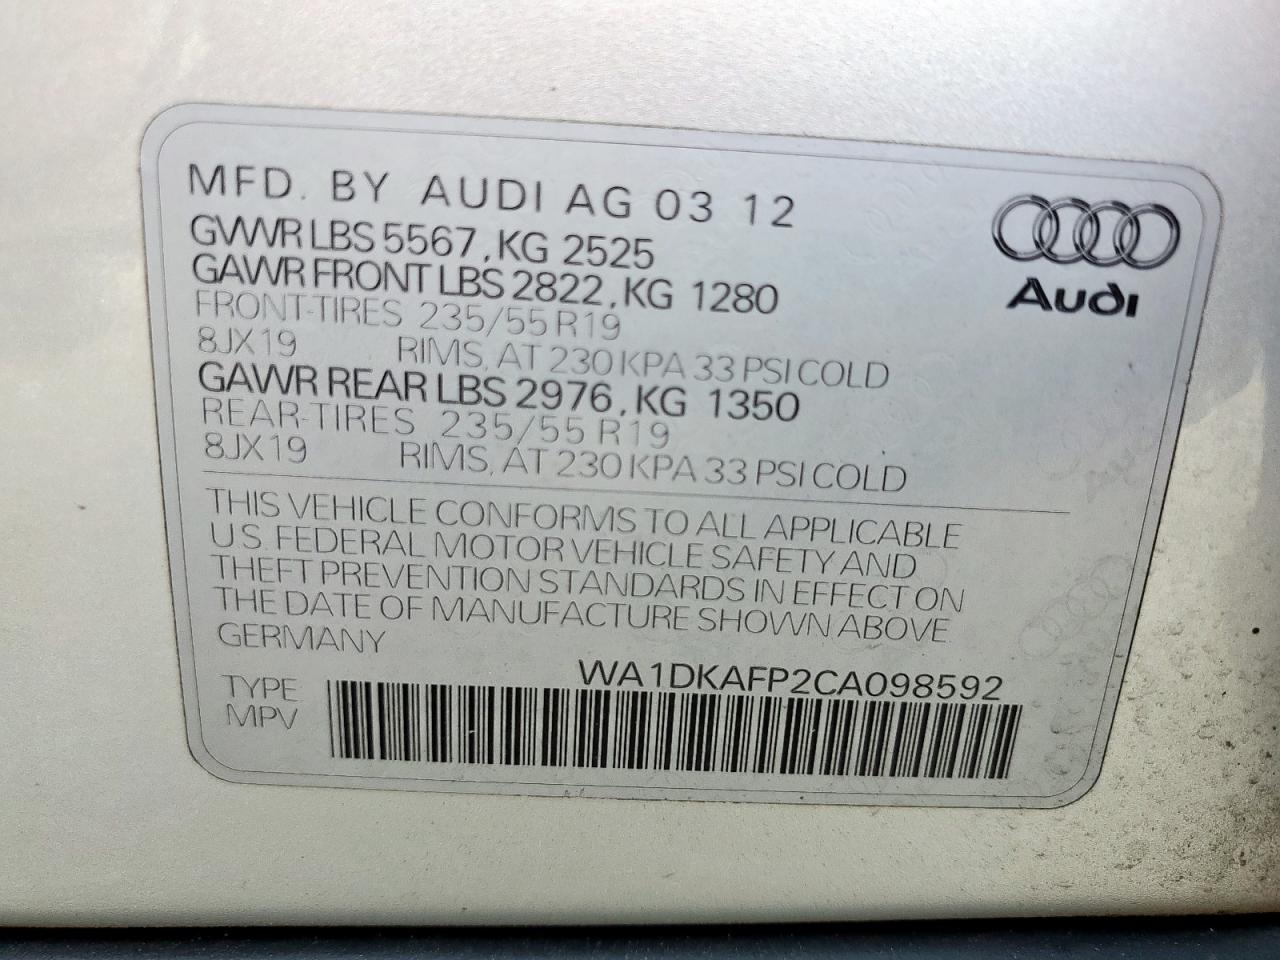 MFD. BY AUDI AG 03 12
GVWR LBS 5567, KG 2525
GAWR FRONT LBS 2822, KG 1280
FRONT-TIRES 235/55 R19
8JX19 RIMS, AT 230 KPA 33 PSI COLD
GAWR REAR LBS 2976, KG 1350
REAR-TIRES 235/55 R19
8JX19 RIMS, AT 230 KPA 33 PSI COLD
Audi
THIS VEHICLE CONFORMS TO ALL APPLICABLE
U.S. FEDERAL MOTOR VEHICLE SAFETY AND
THEFT PREVENTION STANDARDS IN EFFECT ON
THE DATE OF MANUFACTURE SHOWN ABOVE.
GERMANY
WA1DKAFP2CA098592
TYPE
MPV